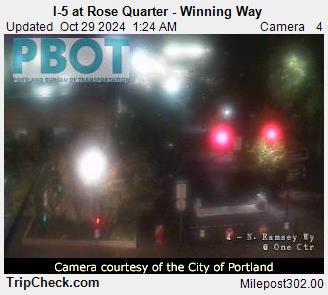 I-5 at Rose Quarter - Winning Way
Updated Oct 29 2024 1:24 AM Camera 4
PBOT
PORTLAND BUREAU OF TRANSPORTATION
4 - N. Ramsey Wy
@ One Ctr
Camera courtesy of the City of Portland
TripCheck.com Milepost302.00